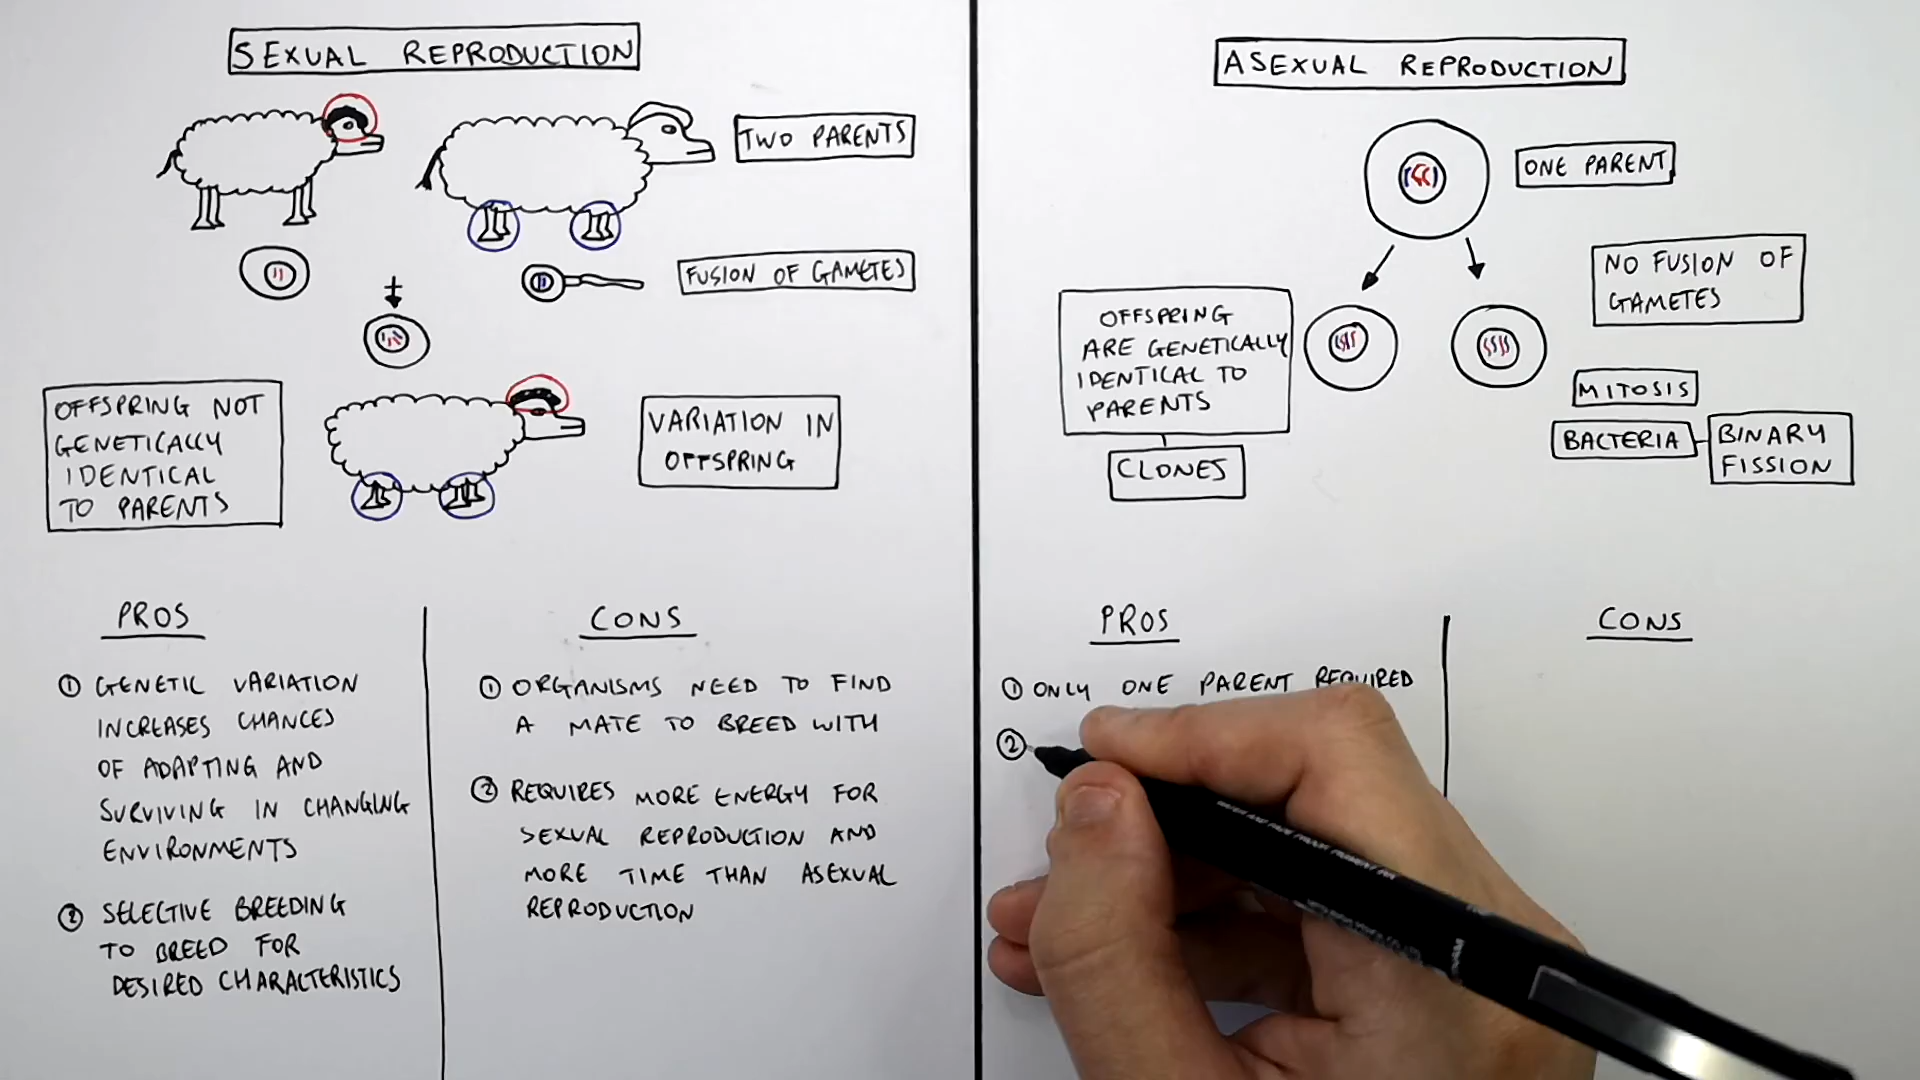 SEXUAL REPRODUCTION
TWO PARENTS
FUSION OF GAMETES
OFFSPRING NOT
GENETICALLY
IDENTICAL
TO PARENTS
VARIATION IN
OFFSPRING
PROS
① GENETIC VARIATION
INCREASES CHANCES
OF ADAPTING AND
SURVIVING IN CHANGING
ENVIRONMENTS
② SELECTIVE BREEDING
TO BREED FOR
DESIRED CHARACTERISTICS
CONS
① ORGANISMS NEED TO FIND
A MATE TO BREED WITH
② REQUIRES MORE ENERGY FOR
SEXUAL REPRODUCTION AND
MORE TIME THAN ASEXUAL
REPRODUCTION
ASEXUAL REPRODUCTION
ONE PARENT
NO FUSION OF
GAMETES
OFFSPRING
ARE GENETICALLY
IDENTICAL TO
PARENTS
CLONES
MITOSIS
BACTERIA
BINARY
FISSION
PROS
① ONLY ONE PARENT REQUIRED
②
CONS